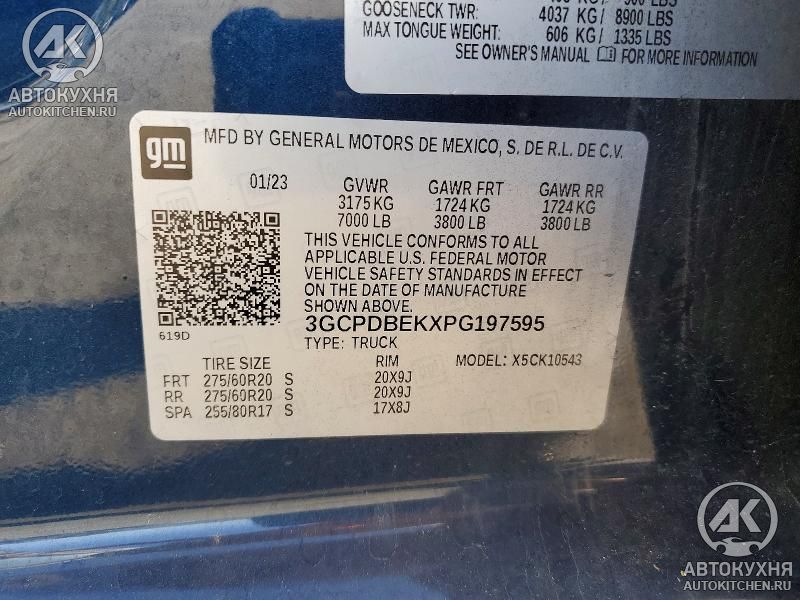 GOOSENECK TWR: 4037 KG/ 8900 LBS
MAX TONGUE WEIGHT: 606 KG/ 1335 LBS
SEE OWNER'S MANUAL FOR MORE INFORMATION
AK
АВТОКУХНЯ
AUTOKITCHEN.RU
gm
MFD BY GENERAL MOTORS DE MEXICO, S. DE R.L. DE C.V.
01/23 GVWR GAWR FRT GAWR RR
3175 KG 1724 KG 1724 KG
7000 LB 3800 LB 3800 LB
THIS VEHICLE CONFORMS TO ALL
APPLICABLE U.S. FEDERAL MOTOR
VEHICLE SAFETY STANDARDS IN EFFECT
ON THE DATE OF MANUFACTURE
SHOWN ABOVE.
3GCPDBEKXPG197595
619D
TYPE: TRUCK
TIRE SIZE RIM MODEL: X5CK10543
FRT 275/60R20 S 20X9J
RR 275/60R20 S 20X9J
SPA 255/80R17 S 17X8J
AK
АВТОКУХНЯ
AUTOKITCHEN.RU